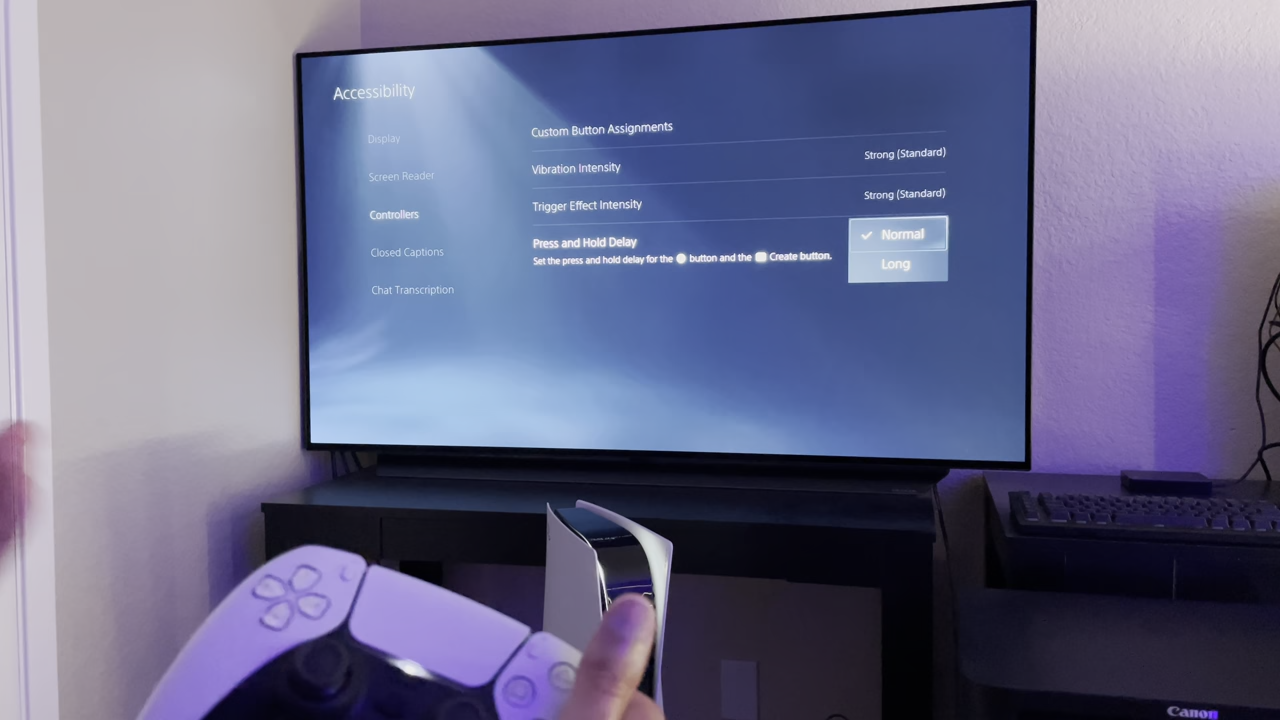 Accessibility
Display
Screen Reader
Controllers
Closed Captions
Chat Transcription
Custom Button Assignments
Vibration Intensity Strong (Standard)
Trigger Effect Intensity Strong (Standard)
Press and Hold Delay
Set the press and hold delay for the button and the Create button.
Normal
Long
Canon